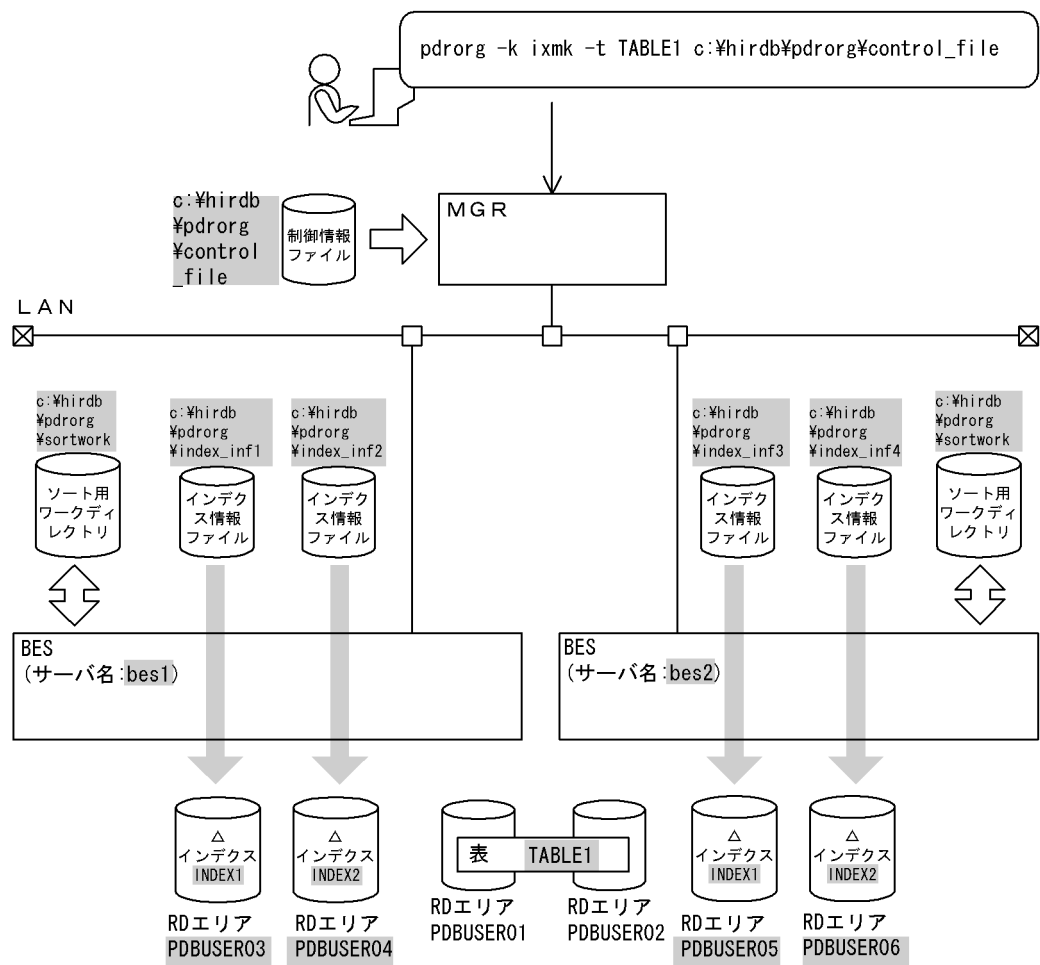 pdrorg -k ixmk -t TABLE1 c:¥hirdb¥pdrorg¥control_file
c:¥hirdb
¥pdrorg
¥control
_file
制御情報
ファイル
ＭＧＲ
ＬＡＮ
c:¥hirdb
¥pdrorg
¥sortwork
ソート用
ワークディ
レクトリ
c:¥hirdb
¥pdrorg
¥index_inf1
インデク
ス情報
ファイル
c:¥hirdb
¥pdrorg
¥index_inf2
インデク
ス情報
ファイル
c:¥hirdb
¥pdrorg
¥index_inf3
インデク
ス情報
ファイル
c:¥hirdb
¥pdrorg
¥index_inf4
インデク
ス情報
ファイル
c:¥hirdb
¥pdrorg
¥sortwork
ソート用
ワークディ
レクトリ
BES
(サーバ名:bes1)
BES
(サーバ名:bes2)
△
インデクス
INDEX1
RDエリア
PDBUSER03
△
インデクス
INDEX2
RDエリア
PDBUSER04
表 TABLE1
RDエリア
PDBUSER01
RDエリア
PDBUSER02
△
インデクス
INDEX1
RDエリア
PDBUSER05
△
インデクス
INDEX2
RDエリア
PDBUSER06